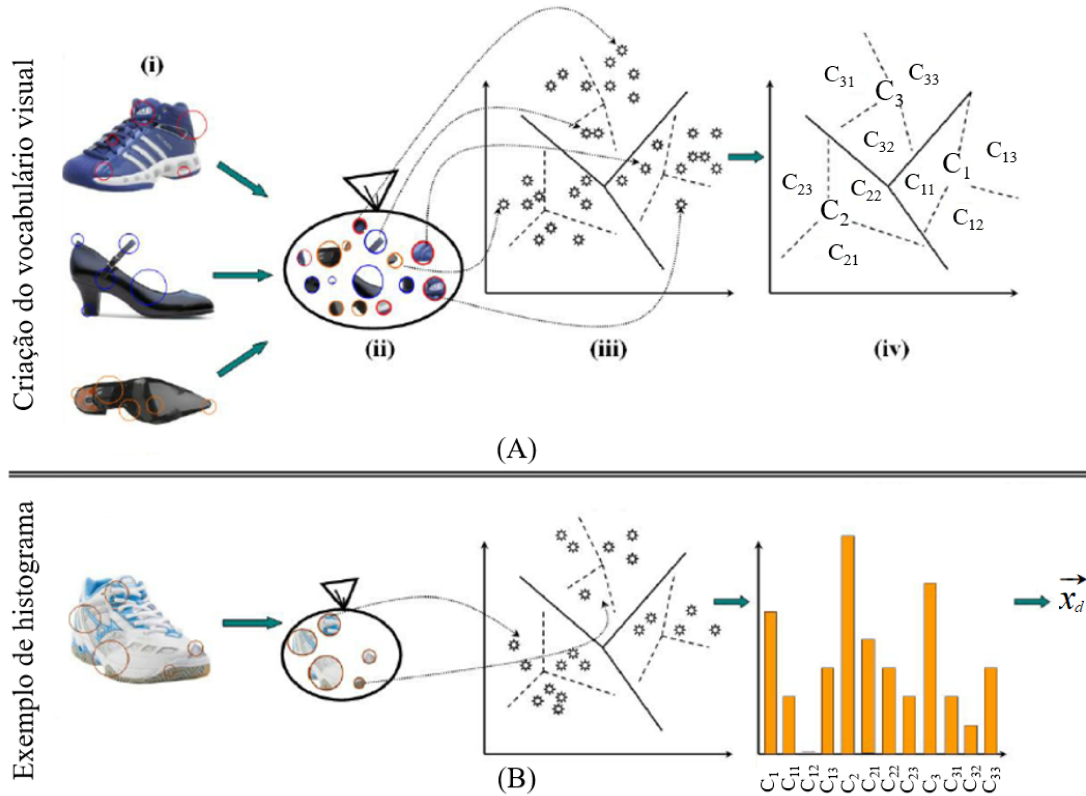 Criação do vocabulário visual
(i)
(ii)
(iii)
(iv)
C31
C33
C3
C32
C13
C1
C11
C23
C22
C2
C12
C21
(A)
Exemplo de histograma
x_d
C1 C11 C12 C13 C2 C21 C22 C23 C3 C31 C32 C33
(B)